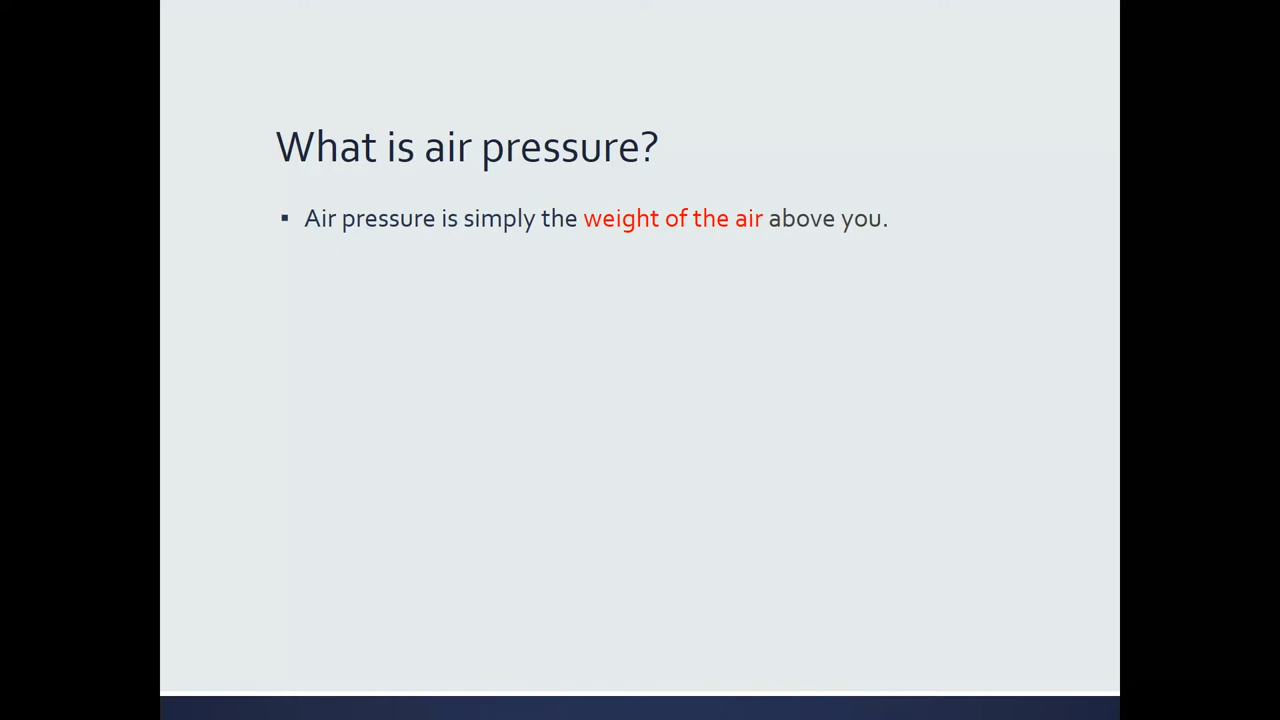 What is air pressure?
▪ Air pressure is simply the weight of the air above you.